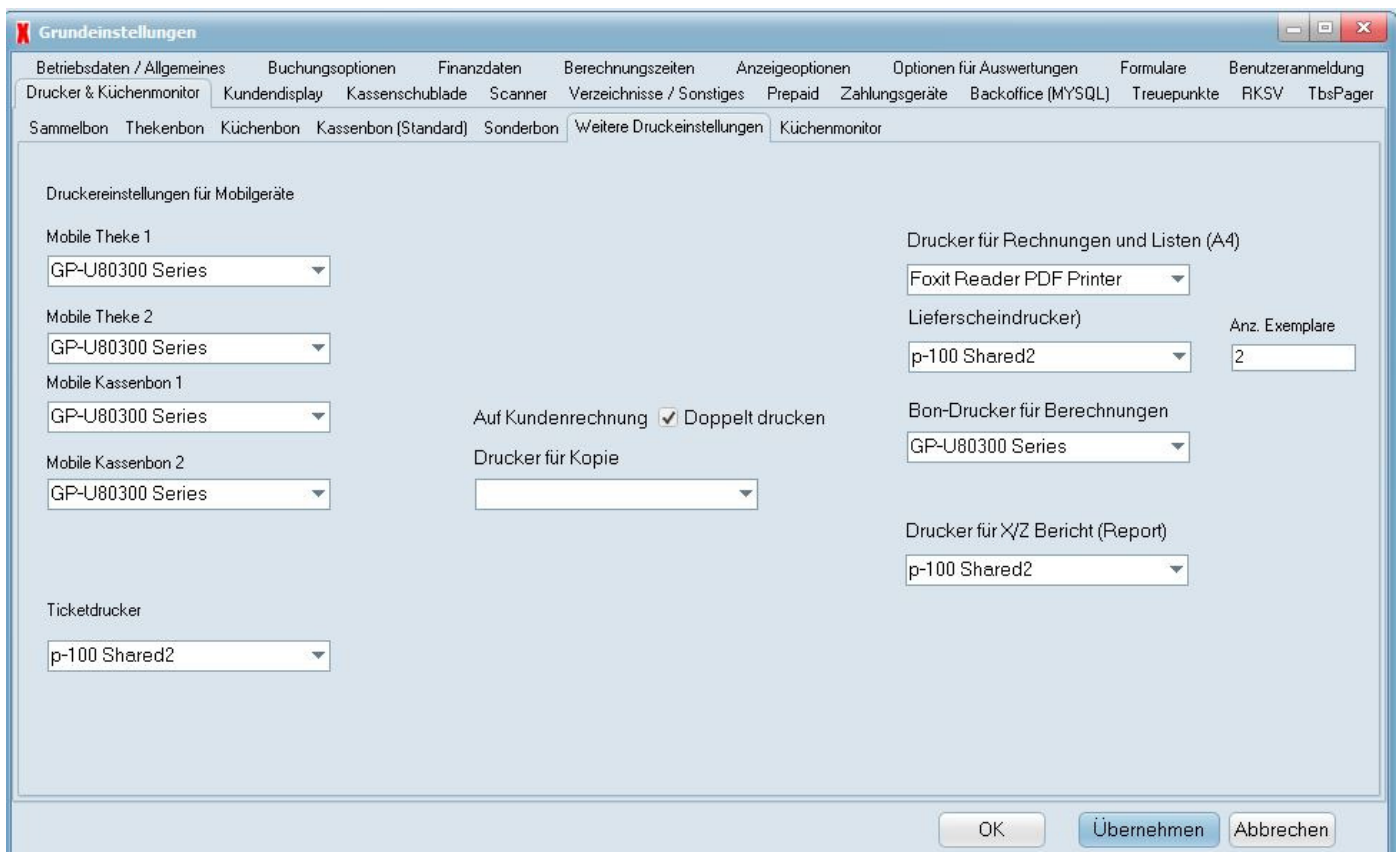 Grundeinstellungen
Betriebsdaten / Allgemeines Buchungsoptionen Finanzdaten Berechnungszeiten Anzeigeoptionen Optionen für Auswertungen Formulare Benutzeranmeldung
Drucker & Küchenmonitor Kundendisplay Kassenschublade Scanner Verzeichnisse / Sonstiges Prepaid Zahlungsgeräte Backoffice (MYSQL) Treuepunkte RKSV TbsPager
Sammelbon Thekenbon Küchenbon Kassenbon (Standard) Sonderbon Weitere Druckeinstellungen Küchenmonitor
Druckereinstellungen für Mobilgeräte
Mobile Theke 1
GP-U80300 Series
Mobile Theke 2
GP-U80300 Series
Mobile Kassenbon 1
GP-U80300 Series
Mobile Kassenbon 2
GP-U80300 Series
Ticketdrucker
p-100 Shared2
Auf Kundenrechnung Doppelt drucken
Drucker für Kopie
Drucker für Rechnungen und Listen (A4)
Foxit Reader PDF Printer
Lieferscheindrucker)
p-100 Shared2
Anz. Exemplare
2
Bon-Drucker für Berechnungen
GP-U80300 Series
Drucker für X/Z Bericht (Report)
p-100 Shared2
OK Übernehmen Abbrechen